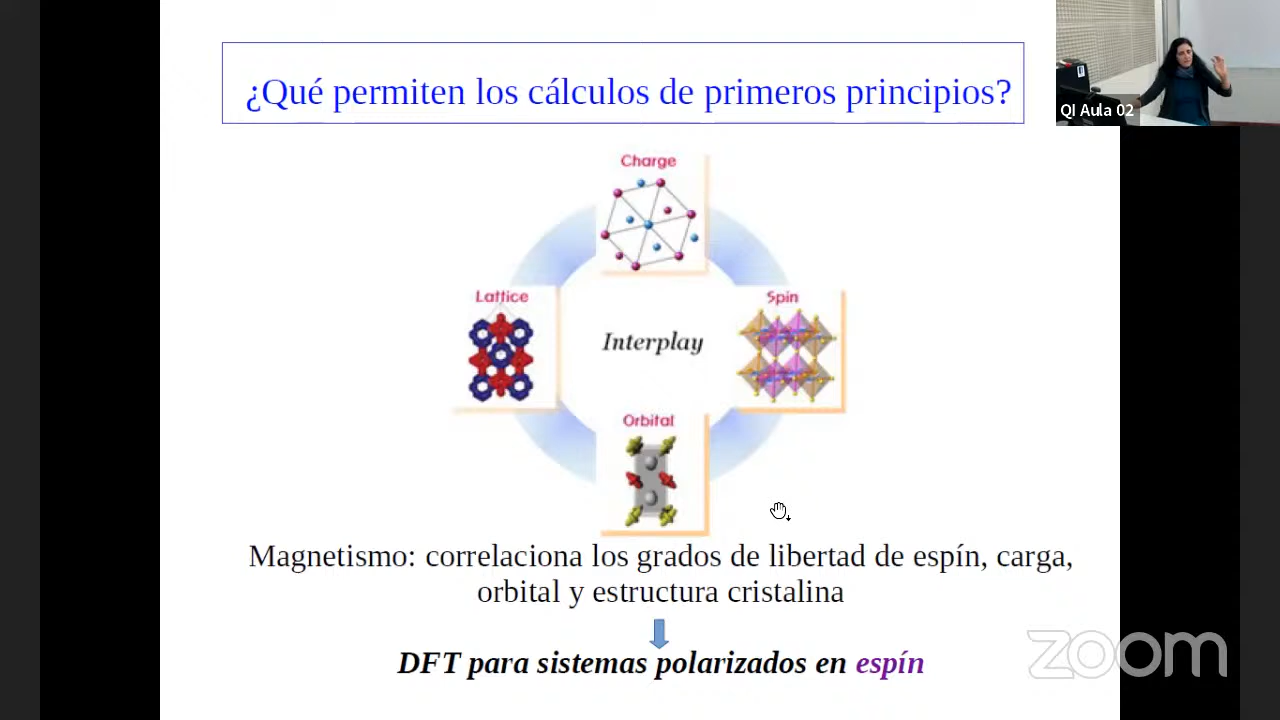 ¿Qué permiten los cálculos de primeros principios?
QI Aula 02
Charge
Lattice
Spin
Interplay
Orbital
Magnetismo: correlaciona los grados de libertad de espín, carga,
orbital y estructura cristalina
DFT para sistemas polarizados en espín
zoom